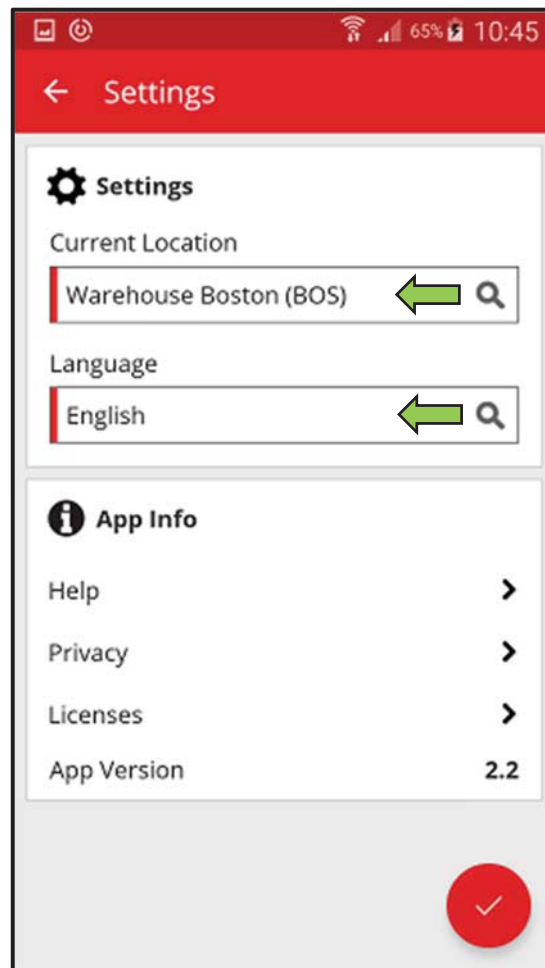 65% 10:45
Settings
Settings
Current Location
Warehouse Boston (BOS)
Language
English
App Info
Help
Privacy
Licenses
App Version 2.2